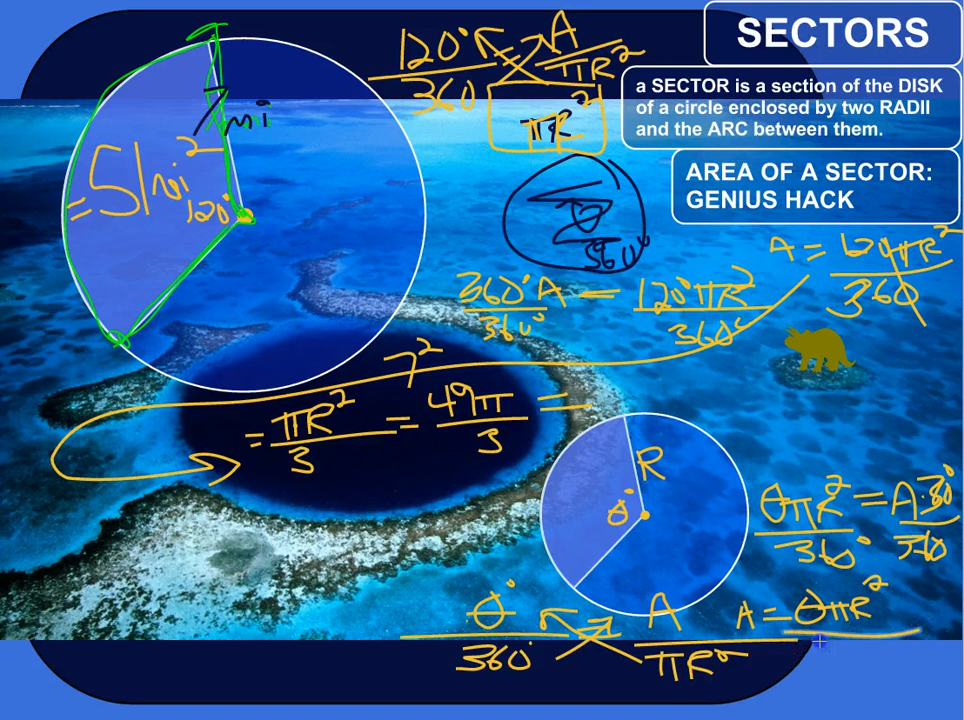 SECTORS
a SECTOR is a section of the DISK
of a circle enclosed by two RADII
and the ARC between them.
AREA OF A SECTOR:
GENIUS HACK
120° A
360 πR²
πR²
7 mi
= 51 mi²
120°
360°
A = 120πR²
360
360°A = 120°πR²
360° 360°
7²
= πR² = 49π =
3 3
R
θ°
θπR² = A·360°
360° 360
θ° A
360° πR²
A = θπR²